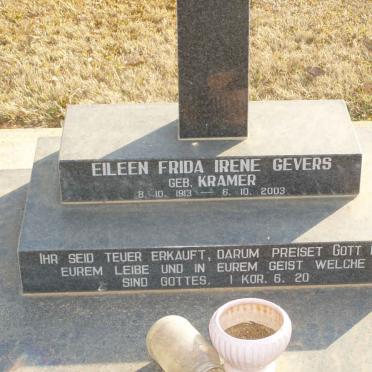 EILEEN FRIDA IRENE GEVERS
GEB. KRAMER
8. 10. 1913 — 6. 10. 2003
IHR SEID TEUER ERKAUFT, DARUM PREISET GOTT
EUREM LEIBE UND IN EUREM GEIST WELCHE
SIND GOTTES. I KOR. 6. 20